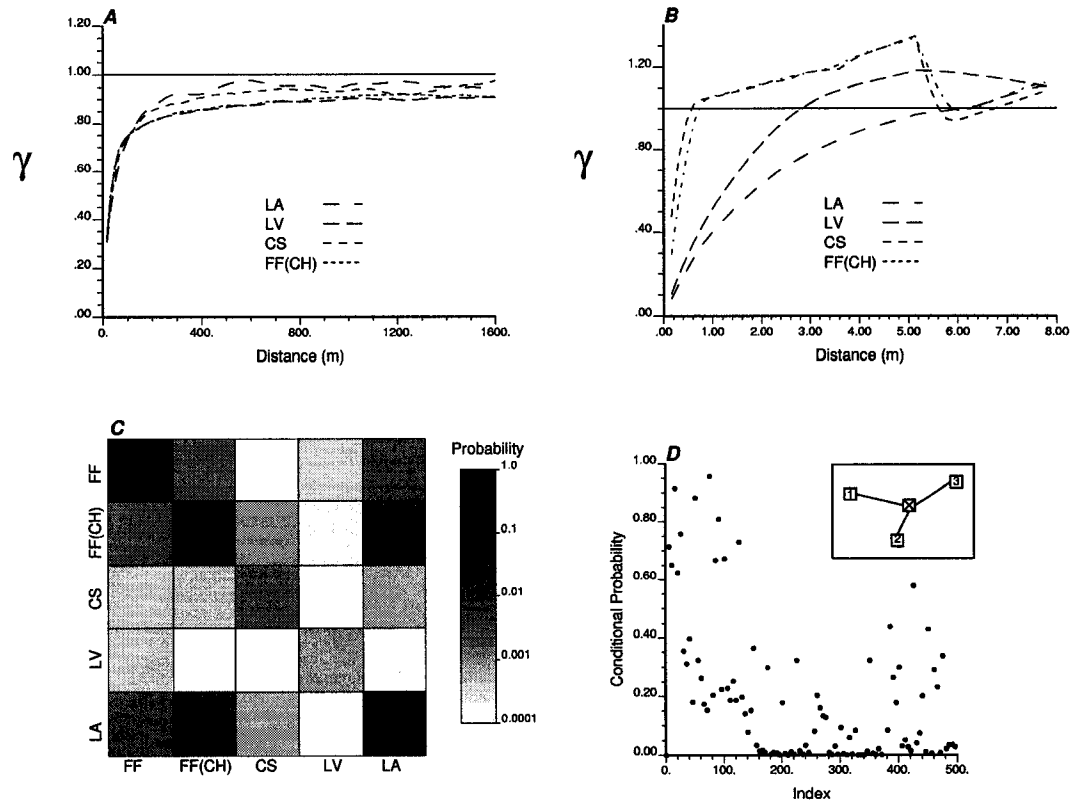 A
1.20
1.00
.80
.60
.40
.20
.00
γ
LA
LV
CS
FF(CH)
0. 400. 800. 1200. 1600.
Distance (m)
B
1.20
1.00
.80
.40
.00
γ
LA
LV
CS
FF(CH)
.00 1.00 2.00 3.00 4.00 5.00 6.00 7.00 8.00
Distance (m)
C
FF
FF(CH)
CS
LV
LA
FF FF(CH) CS LV LA
Probability
1.0
0.1
0.01
0.001
0.0001
D
1.00
0.80
0.60
0.40
0.20
0.00
Conditional Probability
1
2
3
0. 100. 200. 300. 400. 500.
Index